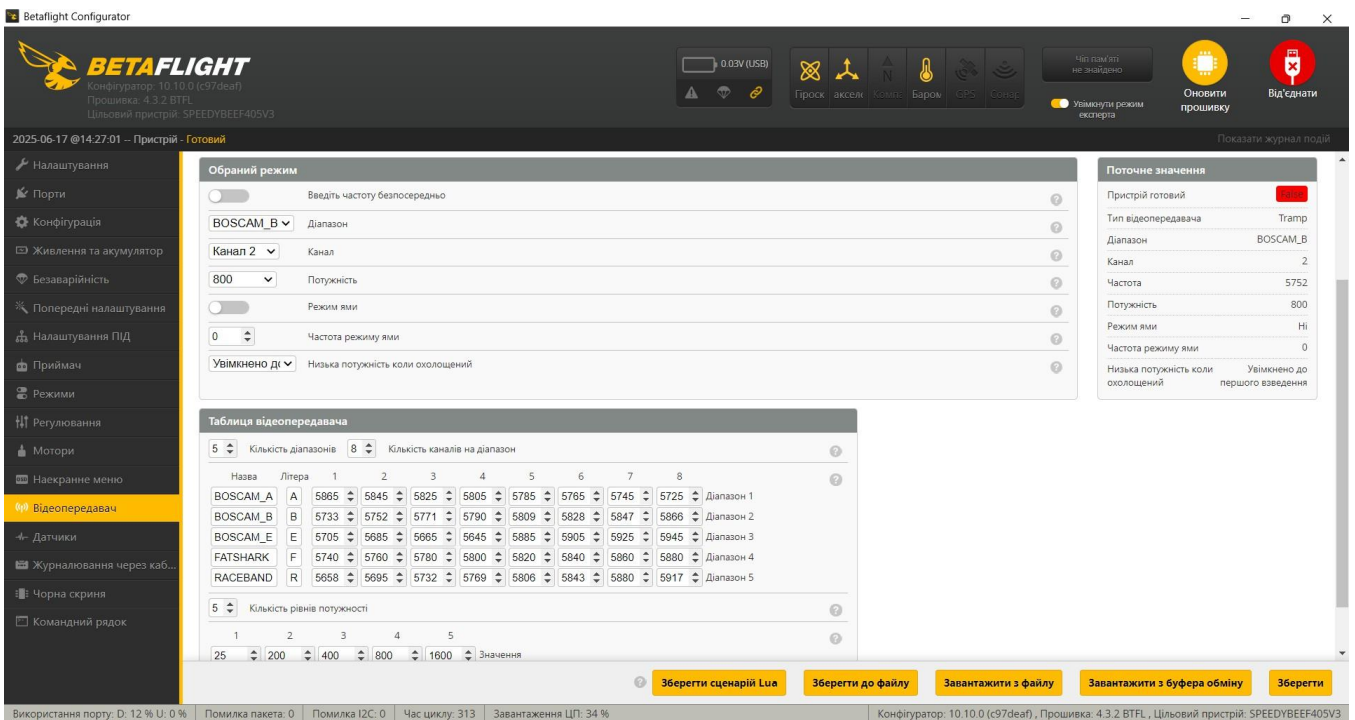 Betaflight Configurator
BETAFLIGHT
Конфігуратор: 10.10.0 (c97deaf)
Прошивка: 4.3.2 BTFL
Цільовий пристрій: SPEEDYBEEF405V3
0.03V (USB)
Гіроск акселе Компс Баром GPS Сонар
Чіп пам'яті не знайдено
Увімкнути режим експерта
Оновити прошивку
Від'єднати
2025-06-17 @14:27:01 -- Пристрій - Готовий
Показати журнал подій
Налаштування
Порти
Конфігурація
Живлення та акумулятор
Безаварійність
Попередні налаштування
Налаштування ПІД
Приймач
Режими
Регулювання
Мотори
Наекранне меню
Відеопередавач
Датчики
Журналювання через каб...
Чорна скриня
Командний рядок
Обраний режим
Введіть частоту безпосередньо
BOSCAM_B Діапазон
Канал 2 Канал
800 Потужність
Режим ями
0 Частота режиму ями
Увімкнено до Низька потужність коли охолощений
Поточне значення
Пристрій готовий False
Тип відеопередавача Tramp
Діапазон BOSCAM_B
Канал 2
Частота 5752
Потужність 800
Режим ями Ні
Частота режиму ями 0
Низька потужність коли охолощений Увімкнено до першого взведення
Таблиця відеопередавача
5 Кількість діапазонів 8 Кількість каналів на діапазон
Назва Літера 1 2 3 4 5 6 7 8
BOSCAM_A A 5865 5845 5825 5805 5785 5765 5745 5725 Діапазон 1
BOSCAM_B B 5733 5752 5771 5790 5809 5828 5847 5866 Діапазон 2
BOSCAM_E E 5705 5685 5665 5645 5885 5905 5925 5945 Діапазон 3
FATSHARK F 5740 5760 5780 5800 5820 5840 5860 5880 Діапазон 4
RACEBAND R 5658 5695 5732 5769 5806 5843 5880 5917 Діапазон 5
5 Кількість рівнів потужності
1 2 3 4 5
25 200 400 800 1600 Значення
Зберегти сценарій Lua
Зберегти до файлу
Завантажити з файлу
Завантажити з буфера обміну
Зберегти
Використання порту: D: 12 % U: 0 % Помилка пакета: 0 Помилка I2C: 0 Час циклу: 313 Завантаження ЦП: 34 %
Конфігуратор: 10.10.0 (c97deaf) , Прошивка: 4.3.2 BTFL , Цільовий пристрій: SPEEDYBEEF405V3